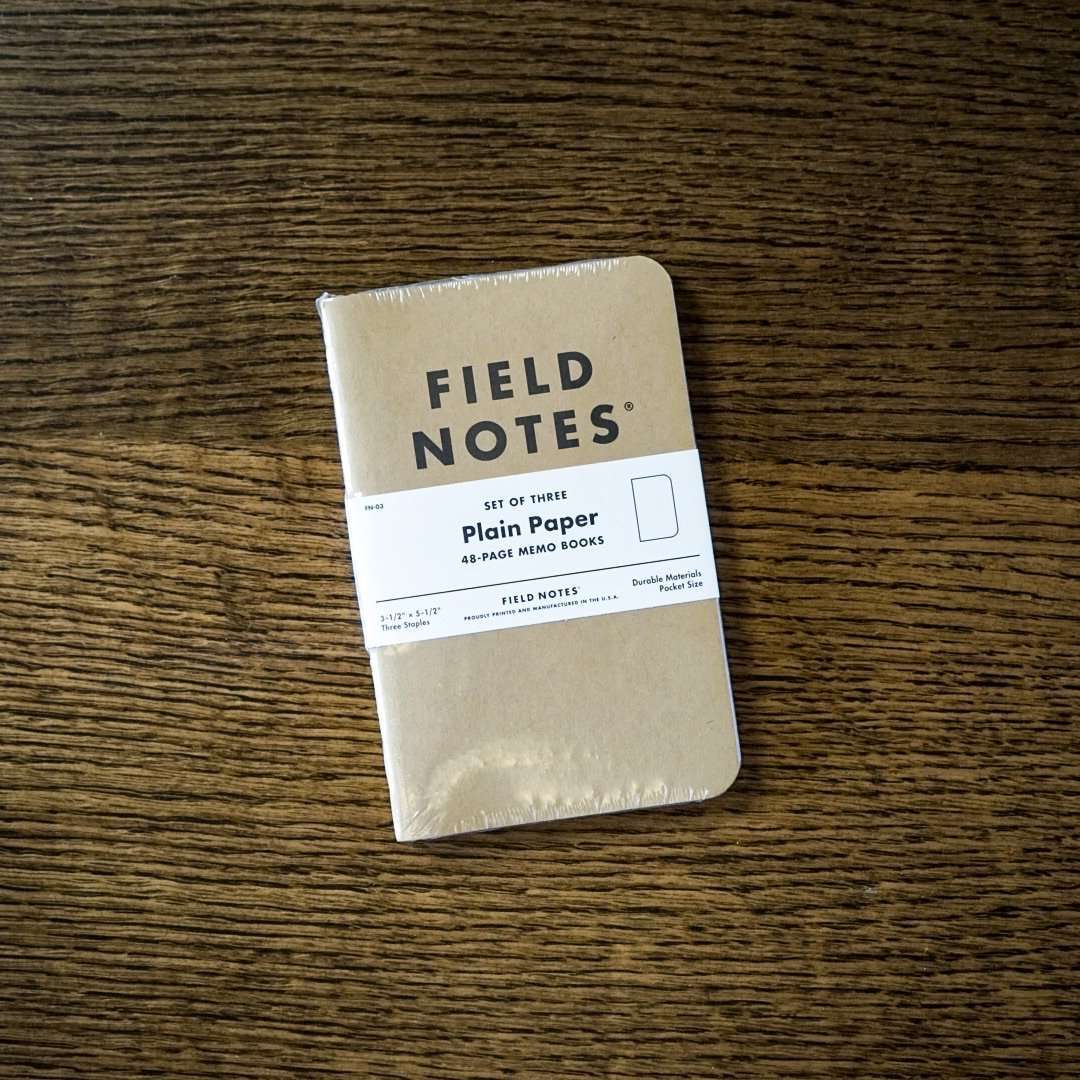 FIELD
NOTES®
FN-03
SET OF THREE
Plain Paper
48-PAGE MEMO BOOKS
3-1/2" x 5-1/2"
Three Staples
FIELD NOTES®
PROUDLY PRINTED AND MANUFACTURED IN THE U.S.A.
Durable Materials
Pocket Size